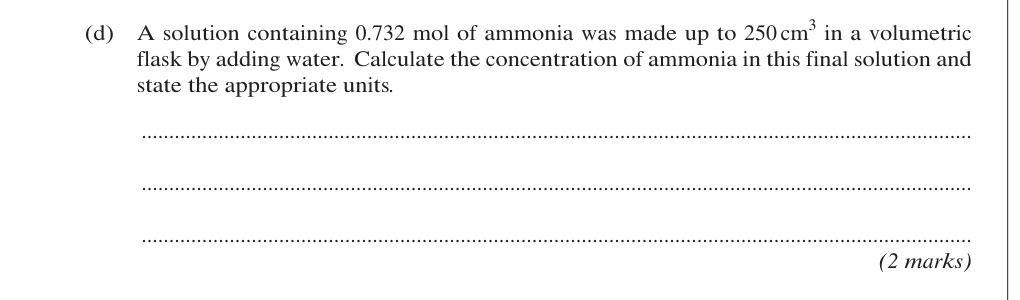 (d) A solution containing 0.732 mol of ammonia was made up to 250 cm³ in a volumetric
flask by adding water. Calculate the concentration of ammonia in this final solution and
state the appropriate units.
(2 marks)